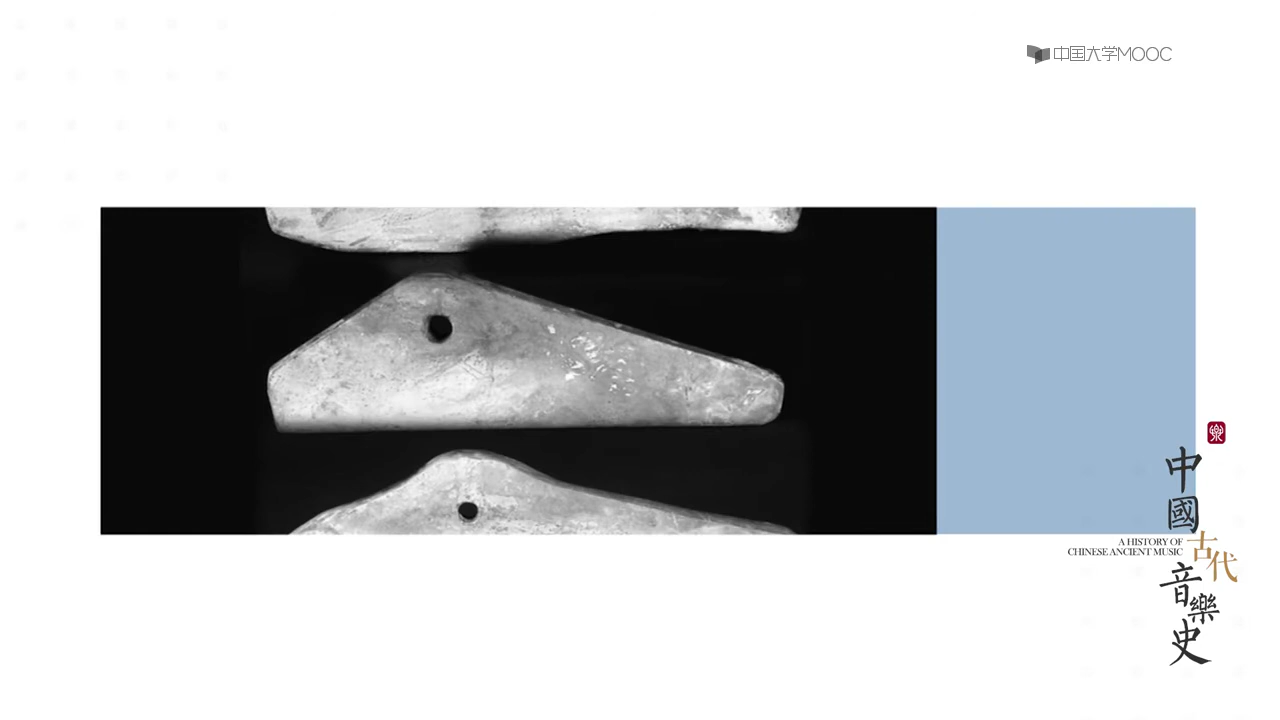 中国大学MOOC
中國
古代
音樂史
A HISTORY OF
CHINESE ANCIENT MUSIC